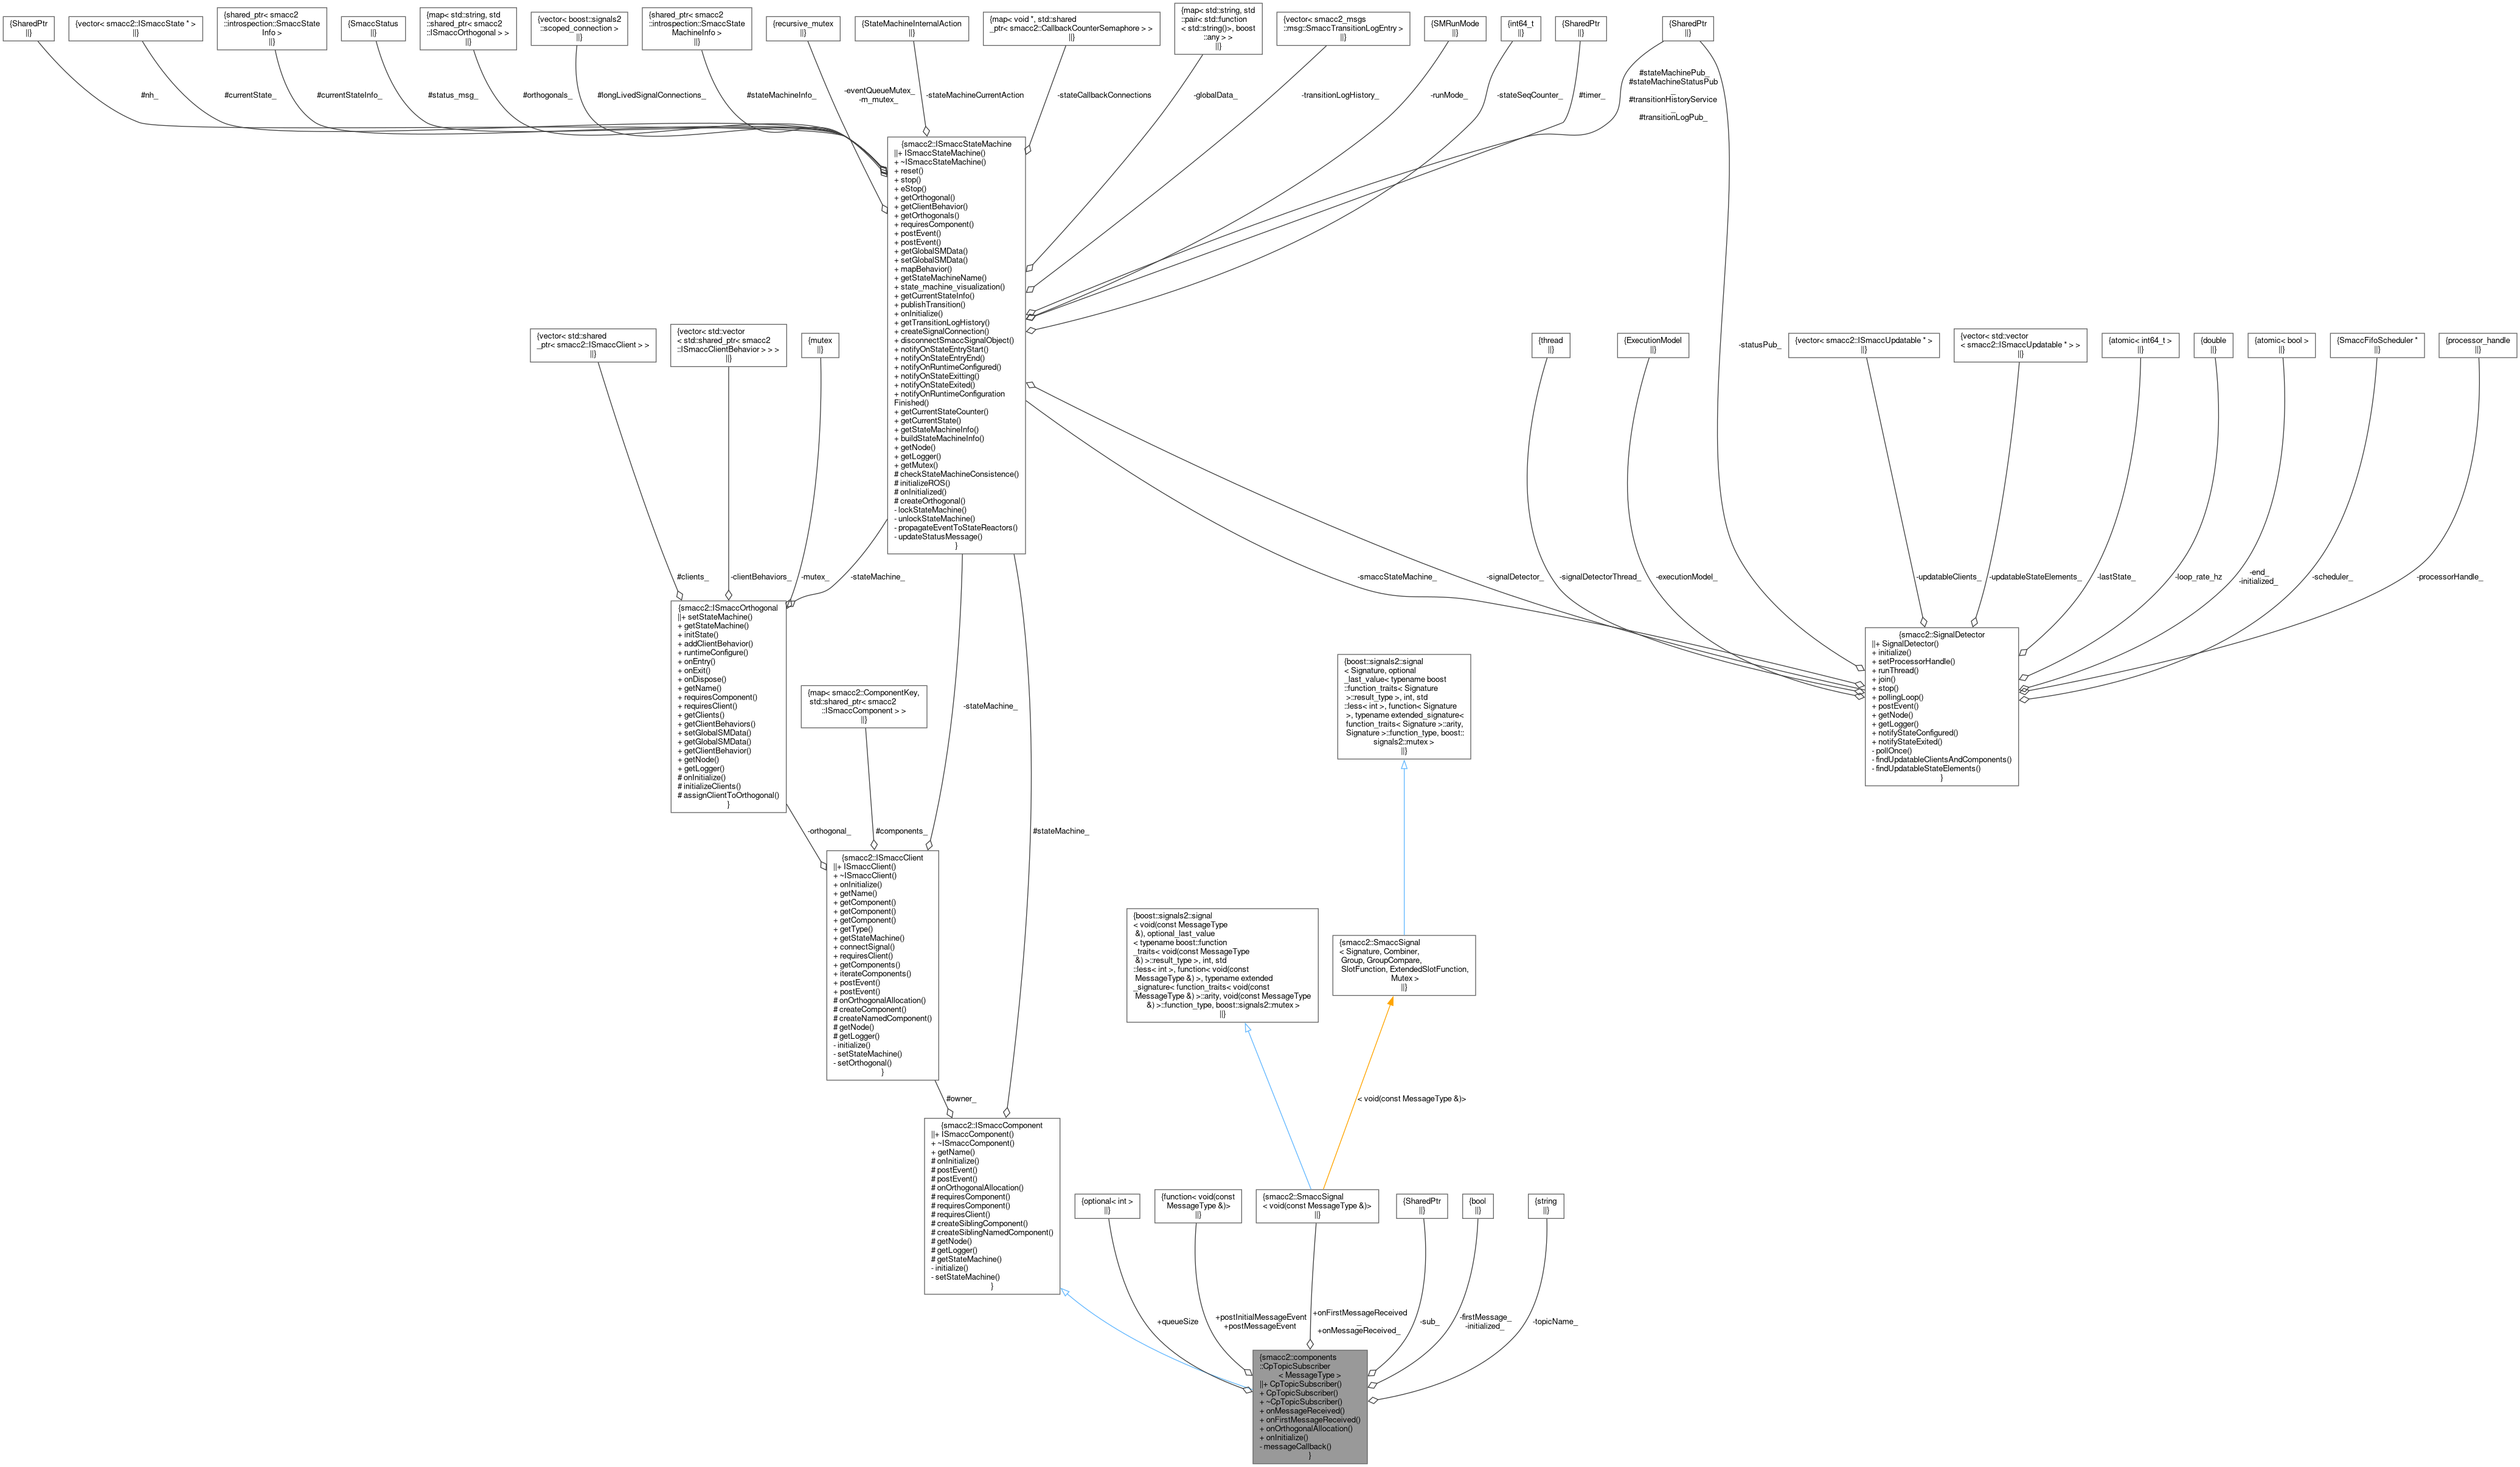 {SharedPtr
||}
{vector< smacc2::ISmaccState * >
||}
{shared_ptr< smacc2
::introspection::SmaccState
Info >
||}
{SmaccStatus
||}
{map< std::string, std
::shared_ptr< smacc2
::ISmaccOrthogonal > >
||}
{vector< boost::signals2
::scoped_connection >
||}
{shared_ptr< smacc2
::introspection::SmaccState
MachineInfo >
||}
{recursive_mutex
||}
{StateMachineInternalAction
||}
{map< void *, std::shared
_ptr< smacc2::CallbackCounterSemaphore > >
||}
{map< std::string, std
::pair< std::function
< std::string()>, boost
::any > >
||}
{vector< smacc2_msgs
::msg::SmaccTransitionLogEntry >
||}
{SMRunMode
||}
{int64_t
||}
{SharedPtr
||}
{SharedPtr
||}
#nh_
#currentState_
#currentStateInfo_
#status_msg_
#orthogonals_
#longLivedSignalConnections_
#stateMachineInfo_
-eventQueueMutex_
-m_mutex_
-stateMachineCurrentAction
-stateCallbackConnections
-globalData_
-transitionLogHistory_
-runMode_
-stateSeqCounter_
#timer_
#stateMachinePub_
#stateMachineStatusPub
_
#transitionHistoryService
_
#transitionLogPub_
{smacc2::ISmaccStateMachine
||+ ISmaccStateMachine()
+ ~ISmaccStateMachine()
+ reset()
+ stop()
+ eStop()
+ getOrthogonal()
+ getClientBehavior()
+ getOrthogonals()
+ requiresComponent()
+ postEvent()
+ postEvent()
+ getGlobalSMData()
+ setGlobalSMData()
+ mapBehavior()
+ getStateMachineName()
+ state_machine_visualization()
+ getCurrentStateInfo()
+ publishTransition()
+ onInitialize()
+ getTransitionLogHistory()
+ createSignalConnection()
+ disconnectSmaccSignalObject()
+ notifyOnStateEntryStart()
+ notifyOnStateEntryEnd()
+ notifyOnRuntimeConfigured()
+ notifyOnStateExitting()
+ notifyOnStateExited()
+ notifyOnRuntimeConfiguration
Finished()
+ getCurrentStateCounter()
+ getCurrentState()
+ getStateMachineInfo()
+ buildStateMachineInfo()
+ getNode()
+ getLogger()
+ getMutex()
# checkStateMachineConsistence()
# initializeROS()
# onInitialized()
# createOrthogonal()
- lockStateMachine()
- unlockStateMachine()
- propagateEventToStateReactors()
- updateStatusMessage()
}
{vector< std::shared
_ptr< smacc2::ISmaccClient > >
||}
{vector< std::vector
< std::shared_ptr< smacc2
::ISmaccClientBehavior > > >
||}
{mutex
||}
-statusPub_
{thread
||}
{ExecutionModel
||}
{vector< smacc2::ISmaccUpdatable * >
||}
{vector< std::vector
< smacc2::ISmaccUpdatable * > >
||}
{atomic< int64_t >
||}
{double
||}
{atomic< bool >
||}
{SmaccFifoScheduler *
||}
{processor_handle
||}
#clients_
-clientBehaviors_
-mutex_
-stateMachine_
-smaccStateMachine_
-signalDetector_
-signalDetectorThread_
-executionModel_
-updatableClients_
-updatableStateElements_
-lastState_
-loop_rate_hz
-end_
-initialized_
-scheduler_
-processorHandle_
{smacc2::ISmaccOrthogonal
||+ setStateMachine()
+ getStateMachine()
+ initState()
+ addClientBehavior()
+ runtimeConfigure()
+ onEntry()
+ onExit()
+ onDispose()
+ getName()
+ requiresComponent()
+ requiresClient()
+ getClients()
+ getClientBehaviors()
+ setGlobalSMData()
+ getGlobalSMData()
+ getClientBehavior()
+ getNode()
+ getLogger()
# onInitialize()
# initializeClients()
# assignClientToOrthogonal()
}
{smacc2::SignalDetector
||+ SignalDetector()
+ initialize()
+ setProcessorHandle()
+ runThread()
+ join()
+ stop()
+ pollingLoop()
+ postEvent()
+ getNode()
+ getLogger()
+ notifyStateConfigured()
+ notifyStateExited()
- pollOnce()
- findUpdatableClientsAndComponents()
- findUpdatableStateElements()
}
{map< smacc2::ComponentKey,
std::shared_ptr< smacc2
::ISmaccComponent > >
||}
-stateMachine_
{boost::signals2::signal
< Signature, optional
_last_value< typename boost
::function_traits< Signature
>::result_type >, int, std
::less< int >, function< Signature
>, typename extended_signature<
function_traits< Signature >::arity,
Signature >::function_type, boost::
signals2::mutex >
||}
-orthogonal_
#components_
#stateMachine_
{smacc2::ISmaccClient
||+ ISmaccClient()
+ ~ISmaccClient()
+ onInitialize()
+ getName()
+ getComponent()
+ getComponent()
+ getComponent()
+ getType()
+ getStateMachine()
+ connectSignal()
+ requiresClient()
+ getComponents()
+ iterateComponents()
+ postEvent()
+ postEvent()
# onOrthogonalAllocation()
# createComponent()
# createNamedComponent()
# getNode()
# getLogger()
- initialize()
- setStateMachine()
- setOrthogonal()
}
{boost::signals2::signal
< void(const MessageType
&), optional_last_value
< typename boost::function
_traits< void(const MessageType
&) >::result_type >, int, std
::less< int >, function< void(const
MessageType &) >, typename extended
_signature< function_traits< void(const
MessageType &) >::arity, void(const MessageType
&) >::function_type, boost::signals2::mutex >
||}
{smacc2::SmaccSignal
< Signature, Combiner,
Group, GroupCompare,
SlotFunction, ExtendedSlotFunction,
Mutex >
||}
#owner_
< void(const MessageType &)>
{smacc2::ISmaccComponent
||+ ISmaccComponent()
+ ~ISmaccComponent()
+ getName()
# onInitialize()
# postEvent()
# postEvent()
# onOrthogonalAllocation()
# requiresComponent()
# requiresComponent()
# requiresClient()
# createSiblingComponent()
# createSiblingNamedComponent()
# getNode()
# getLogger()
# getStateMachine()
- initialize()
- setStateMachine()
}
{optional< int >
||}
{function< void(const
MessageType &)>
||}
{smacc2::SmaccSignal
< void(const MessageType &)>
||}
{SharedPtr
||}
{bool
||}
{string
||}
+queueSize
+postInitialMessageEvent
+postMessageEvent
+onFirstMessageReceived
_
+onMessageReceived_
-sub_
-firstMessage_
-initialized_
-topicName_
{smacc2::components
::CpTopicSubscriber
< MessageType >
||+ CpTopicSubscriber()
+ CpTopicSubscriber()
+ ~CpTopicSubscriber()
+ onMessageReceived()
+ onFirstMessageReceived()
+ onOrthogonalAllocation()
+ onInitialize()
- messageCallback()
}